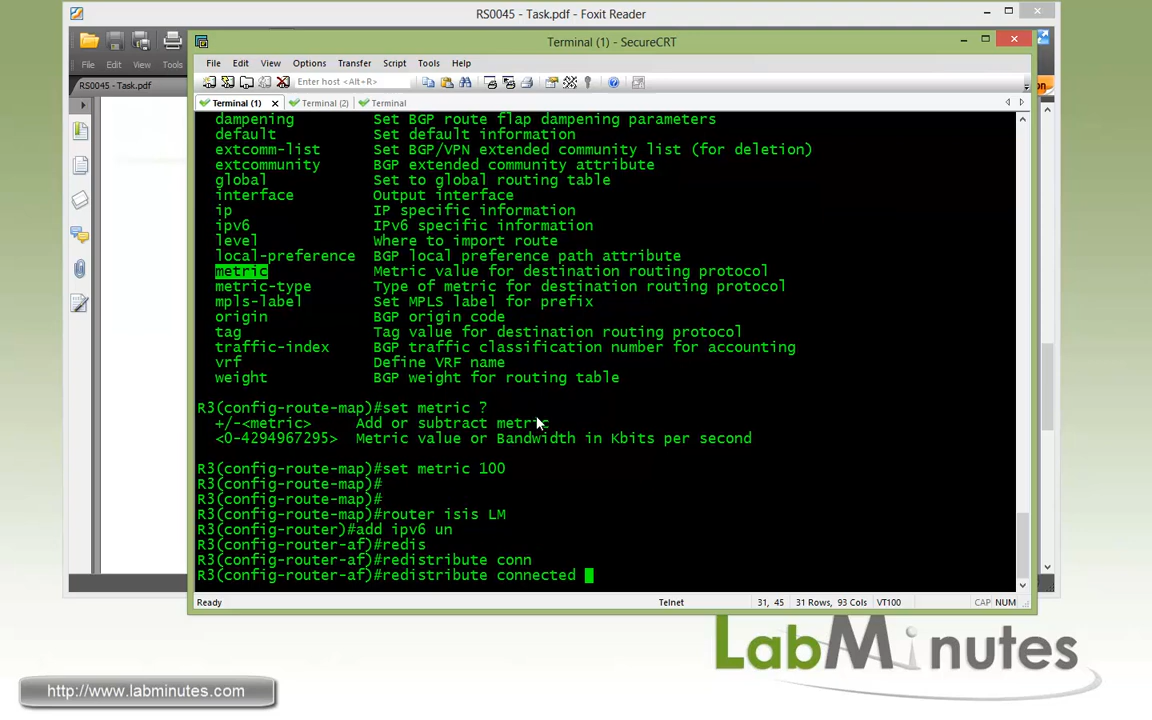 RS0045 - Task.pdf - Foxit Reader
File Edit View Tools
RS0045 - Task.pdf
Terminal (1) - SecureCRT
File Edit View Options Transfer Script Tools Help
Enter host <Alt+R>
Terminal (1) Terminal (2) Terminal
dampening Set BGP route flap dampening parameters
default Set default information
extcomm-list Set BGP/VPN extended community list (for deletion)
extcommunity BGP extended community attribute
global Set to global routing table
interface Output interface
ip IP specific information
ipv6 IPv6 specific information
level Where to import route
local-preference BGP local preference path attribute
metric Metric value for destination routing protocol
metric-type Type of metric for destination routing protocol
mpls-label Set MPLS label for prefix
origin BGP origin code
tag Tag value for destination routing protocol
traffic-index BGP traffic classification number for accounting
vrf Define VRF name
weight BGP weight for routing table
R3(config-route-map)#set metric ?
+/-<metric> Add or subtract metric
<0-4294967295> Metric value or Bandwidth in Kbits per second
R3(config-route-map)#set metric 100
R3(config-route-map)#
R3(config-route-map)#
R3(config-route-map)#router isis LM
R3(config-router)#add ipv6 un
R3(config-router-af)#redis
R3(config-router-af)#redistribute conn
R3(config-router-af)#redistribute connected
Ready Telnet 31, 45 31 Rows, 93 Cols VT100 CAP NUM
LabMinutes
http://www.labminutes.com